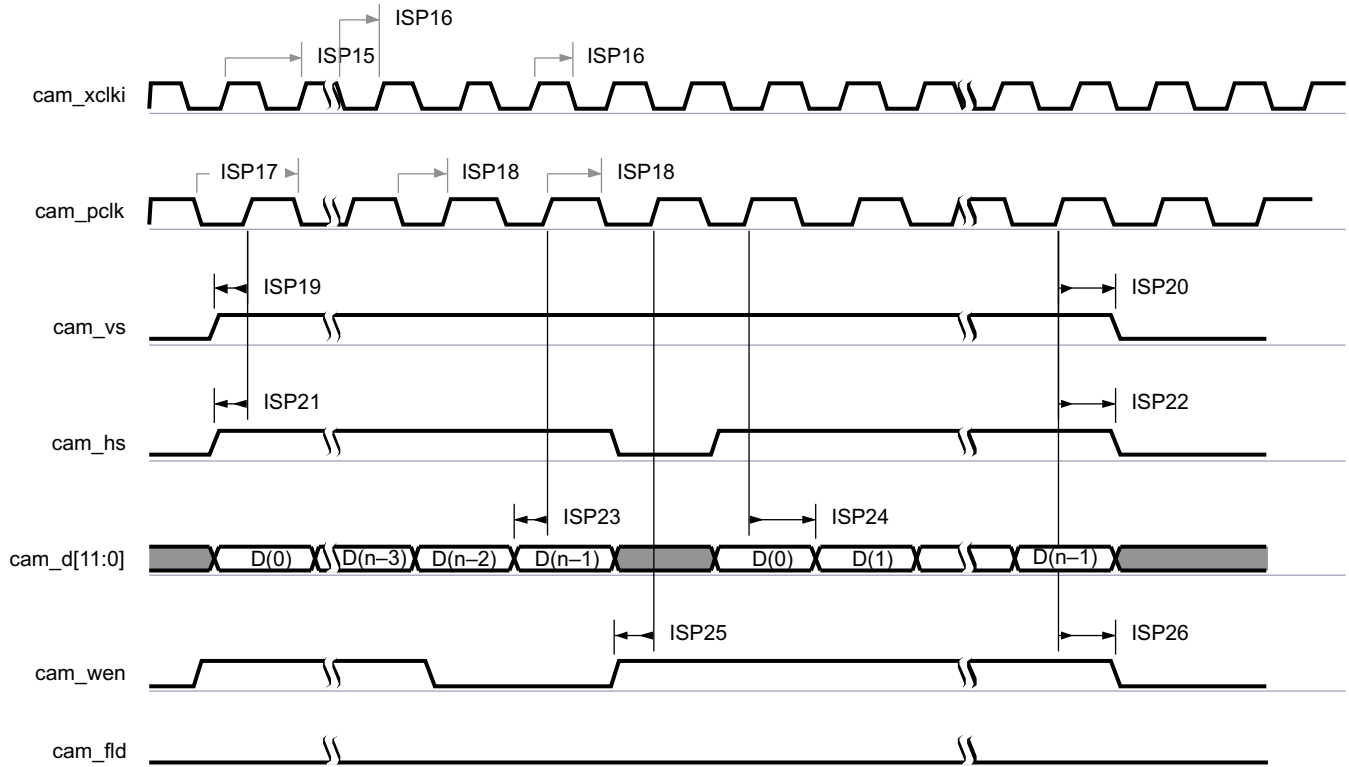 ISP16
ISP15
ISP16
cam_xclki
ISP17
ISP18
ISP18
cam_pclk
ISP19
ISP20
cam_vs
ISP21
ISP22
cam_hs
ISP23
ISP24
cam_d[11:0]
D(0)
D(n–3)
D(n–2)
D(n–1)
D(0)
D(1)
D(n–1)
ISP25
ISP26
cam_wen
cam_fld